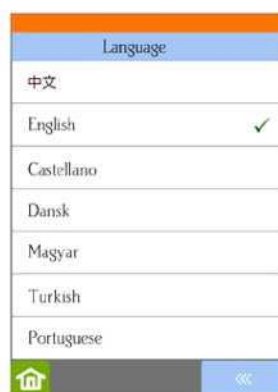 Language
中文
English
Castellano
Dansk
Magyar
Turkish
Portuguese